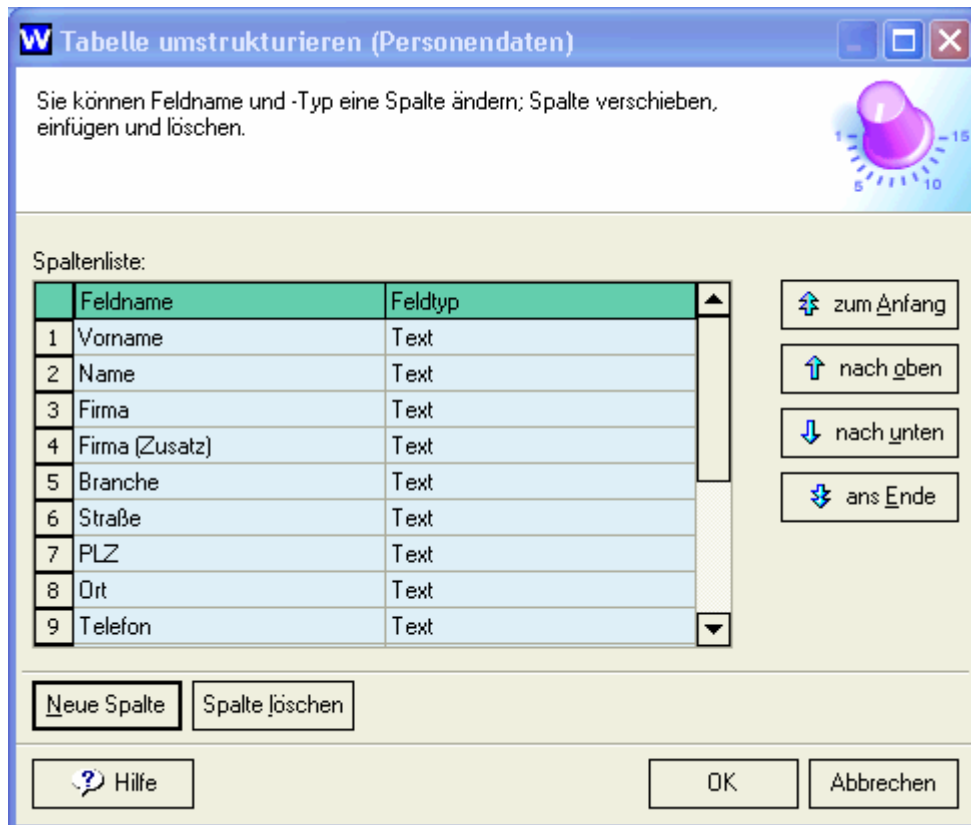 W Tabelle umstrukturieren (Personendaten)
Sie können Feldname und -Typ eine Spalte ändern; Spalte verschieben,
einfügen und löschen.
1 15
5 10
Spaltenliste:
Feldname Feldtyp
1 Vorname Text
2 Name Text
3 Firma Text
4 Firma (Zusatz) Text
5 Branche Text
6 Straße Text
7 PLZ Text
8 Ort Text
9 Telefon Text
zum Anfang
nach oben
nach unten
ans Ende
Neue Spalte Spalte löschen
Hilfe OK Abbrechen